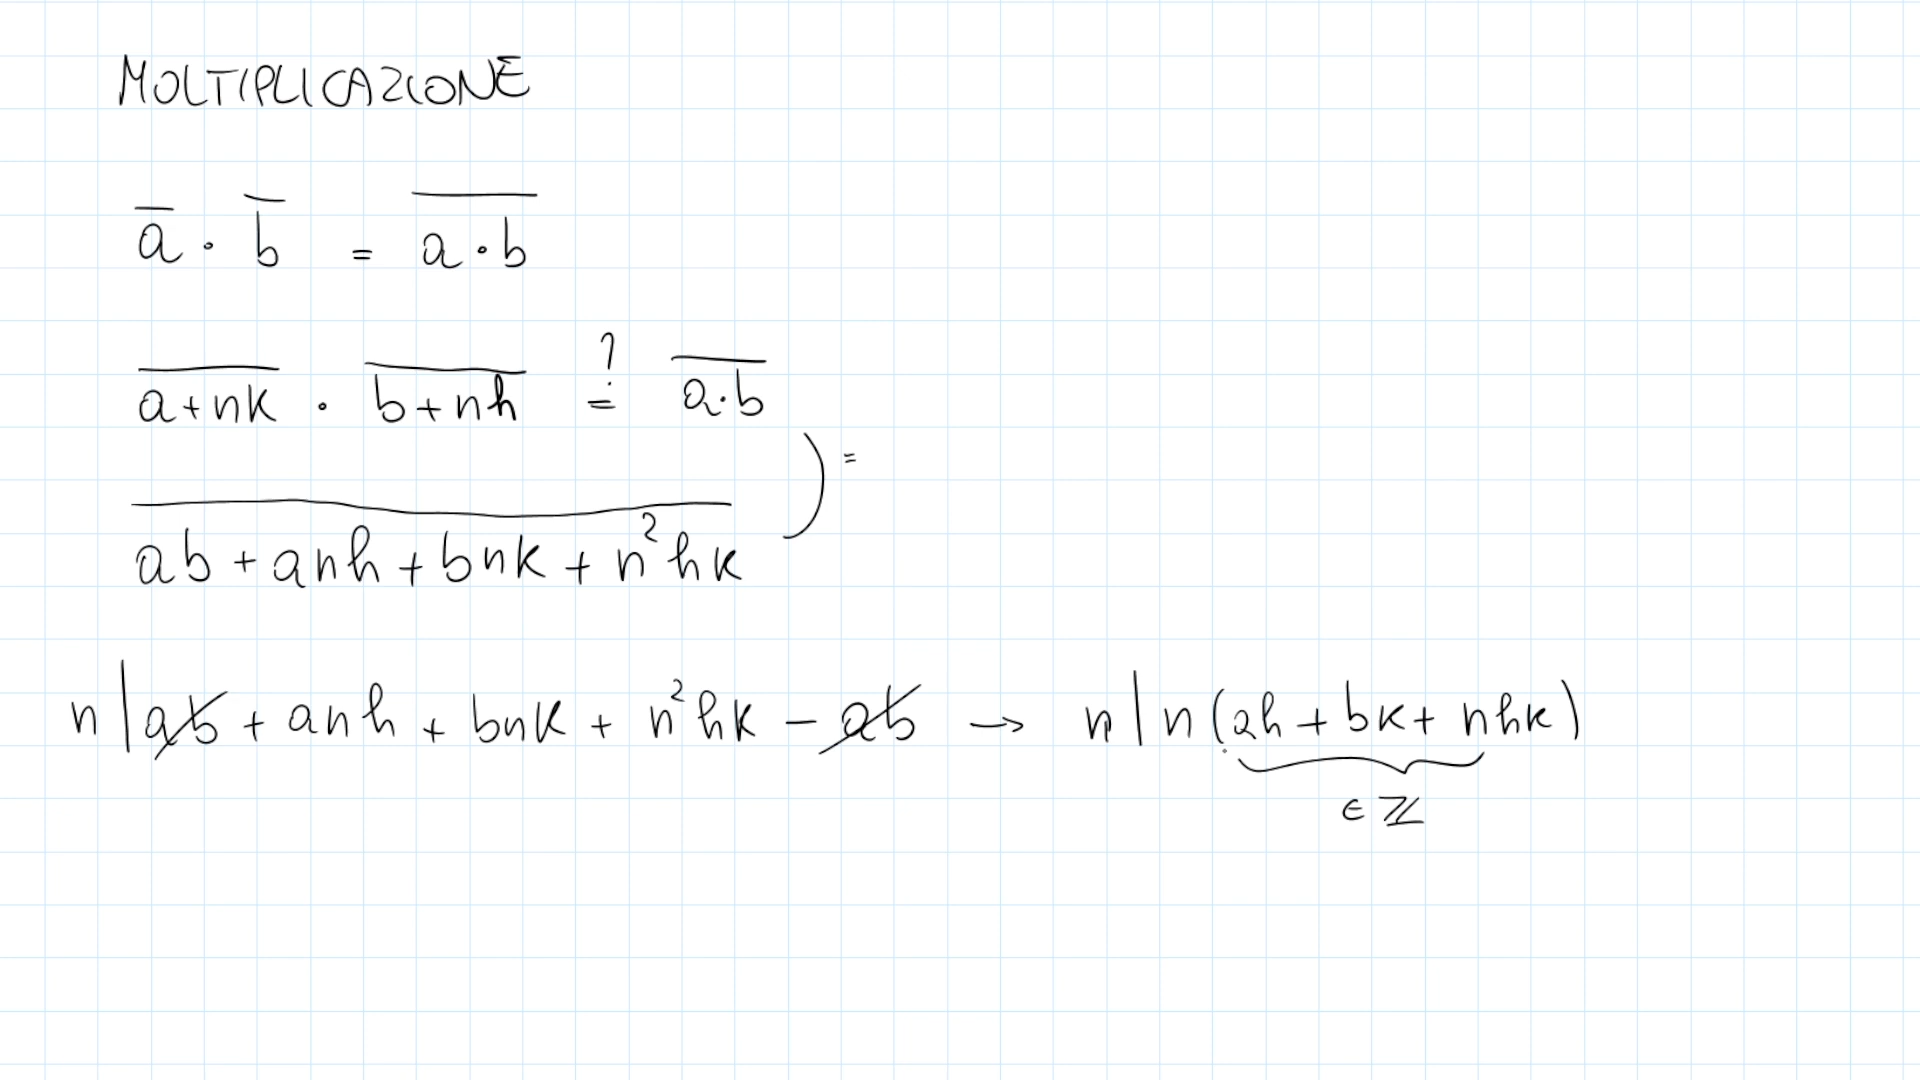 MOLTIPLICAZIONE
a̅ · b̅ = \overline{a·b}
\overline{a+nk} · \overline{b+nh} ?= \overline{a·b}
) =
\overline{ab + anh + bnk + n²hk}
n | ab + anh + bnk + n²hk − ab → n | n(ah + bk + nhk)
∈ ℤ